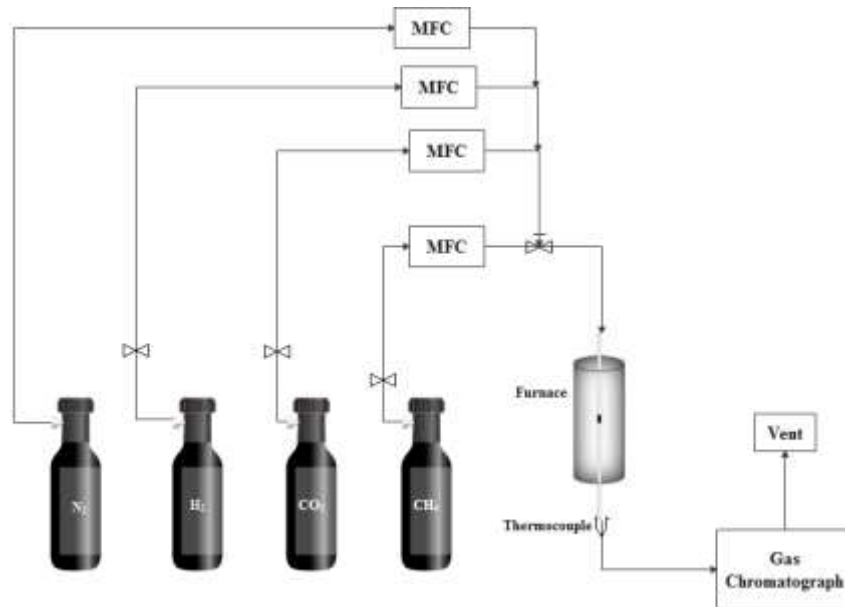 MFC
MFC
MFC
MFC
Furnace
Vent
N₂
H₂
CO₂
CH₄
Thermocouple
Gas
Chromatograph